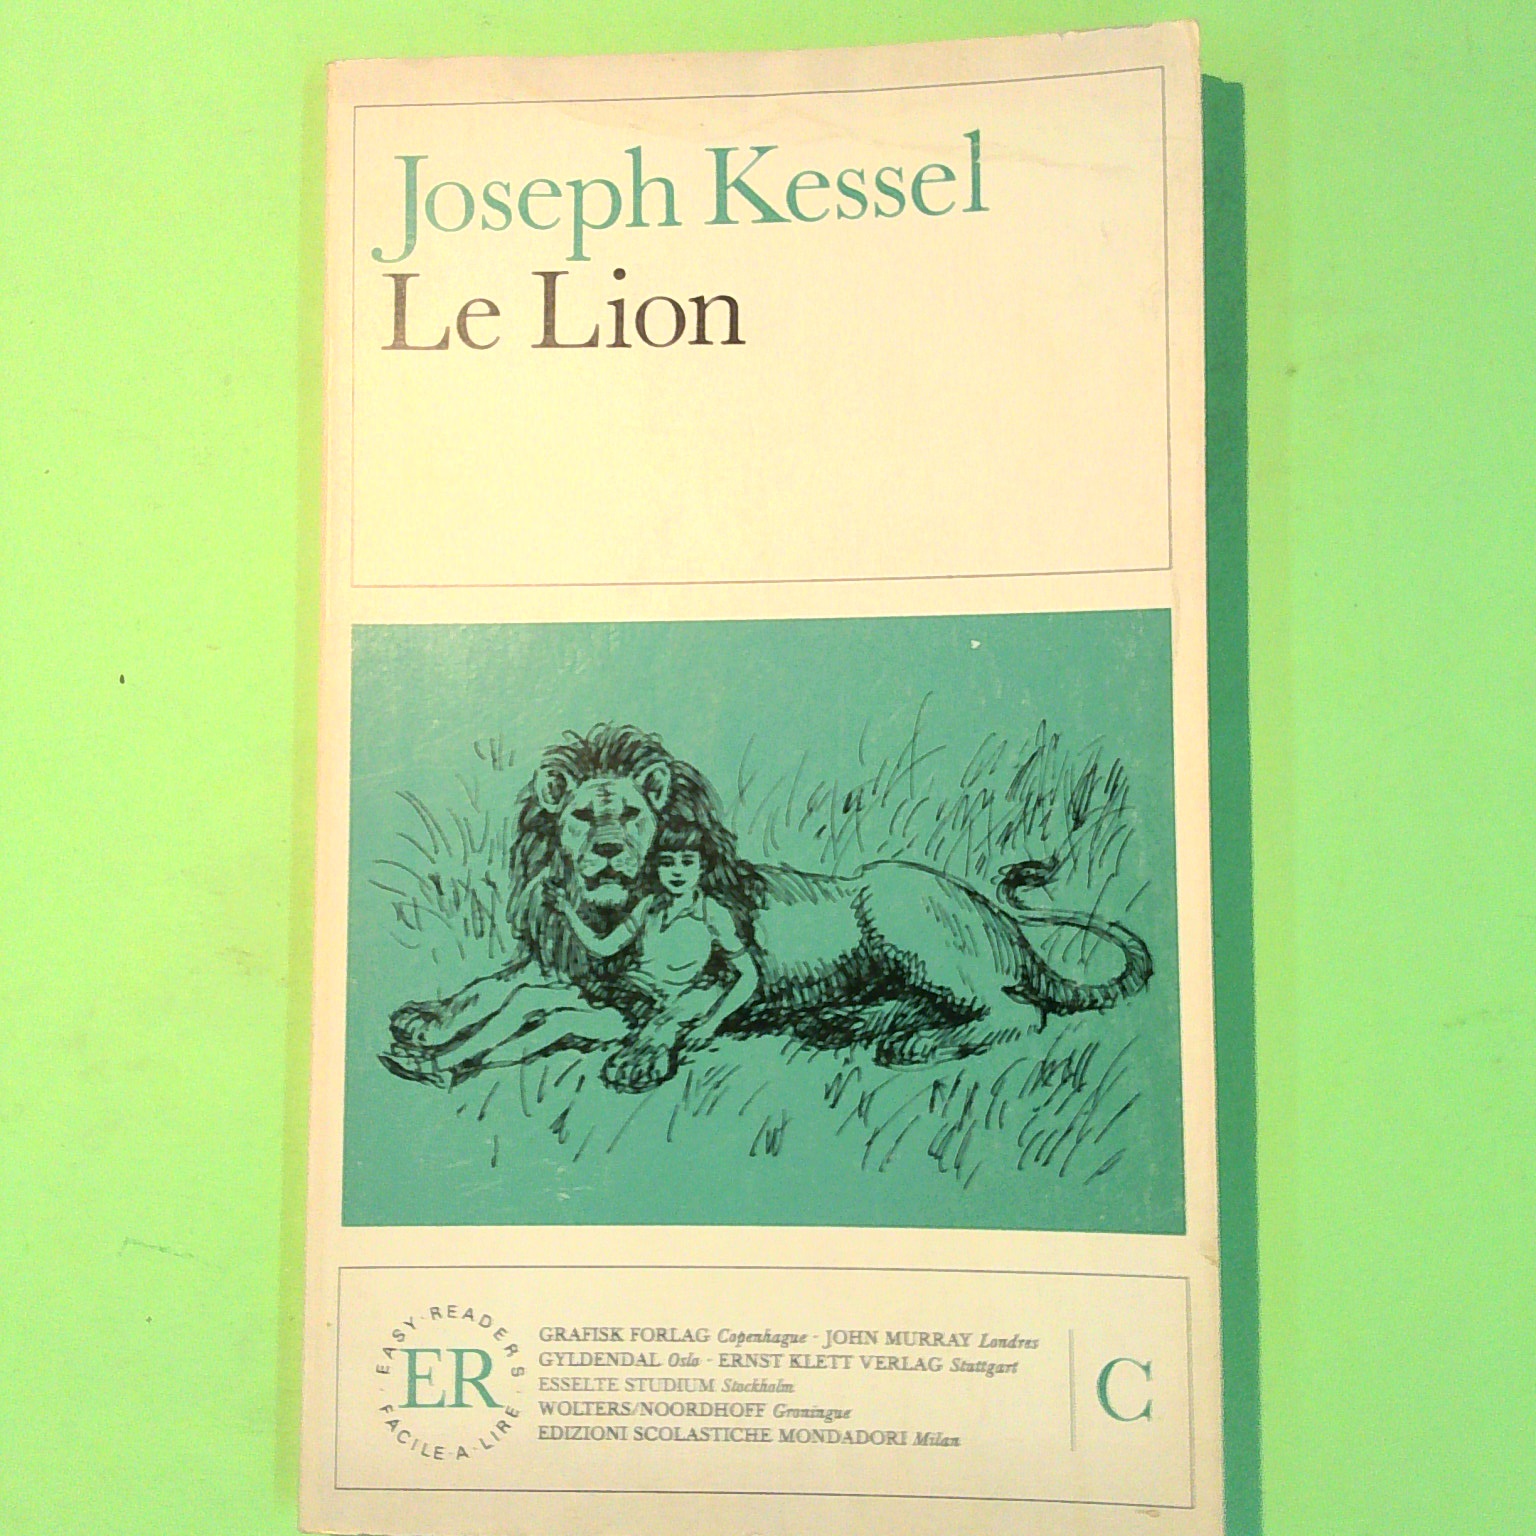 Joseph Kessel
Le Lion
EASY·READERS·FACILE·A·LIRE·
ER
GRAFISK FORLAG Copenhague - JOHN MURRAY Londres
GYLDENDAL Oslo - ERNST KLETT VERLAG Stuttgart
ESSELTE STUDIUM Stockholm
WOLTERS/NOORDHOFF Groningue
EDIZIONI SCOLASTICHE MONDADORI Milan
C